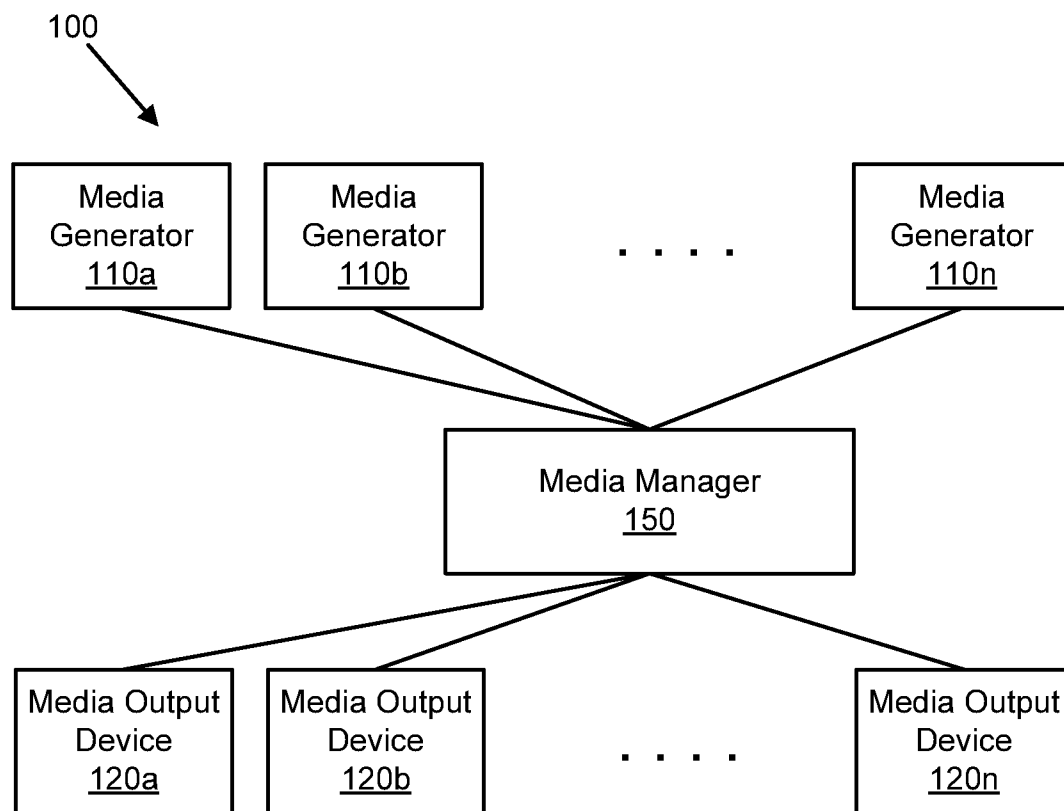 100
Media
Generator
110a
Media
Generator
110b
. . . .
Media
Generator
110n
Media Manager
150
Media Output
Device
120a
Media Output
Device
120b
. . . .
Media Output
Device
120n